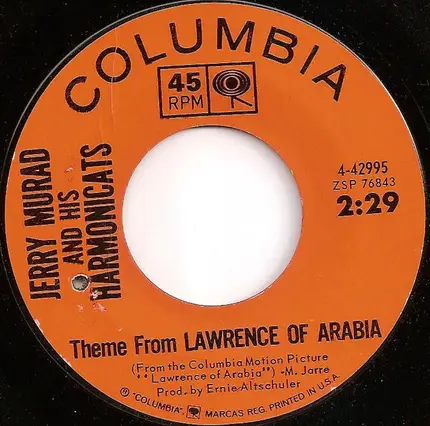 COLUMBIA
45
RPM
JERRY MURAD
AND HIS
HARMONICATS
4-42995
ZSP 76843
2:29
Theme From LAWRENCE OF ARABIA
(From the Columbia Motion Picture
"Lawrence of Arabia") -M. Jarre
Prod. by Ernie Altschuler
® "COLUMBIA", MARCAS REG. PRINTED IN U.S.A.